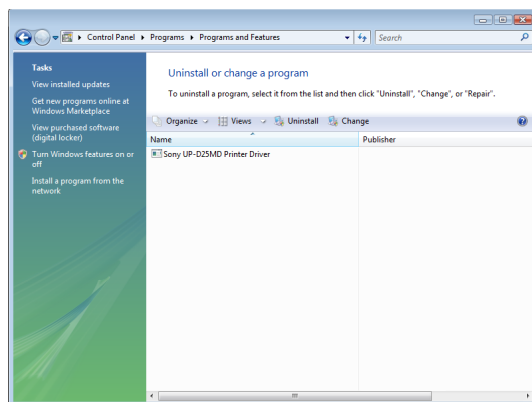 Control Panel ▸ Programs ▸ Programs and Features
Search
Tasks
View installed updates
Get new programs online at
Windows Marketplace
View purchased software
(digital locker)
Turn Windows features on or
off
Install a program from the
network
Uninstall or change a program
To uninstall a program, select it from the list and then click "Uninstall", "Change", or "Repair".
Organize Views Uninstall Change
Name Publisher
Sony UP-D25MD Printer Driver